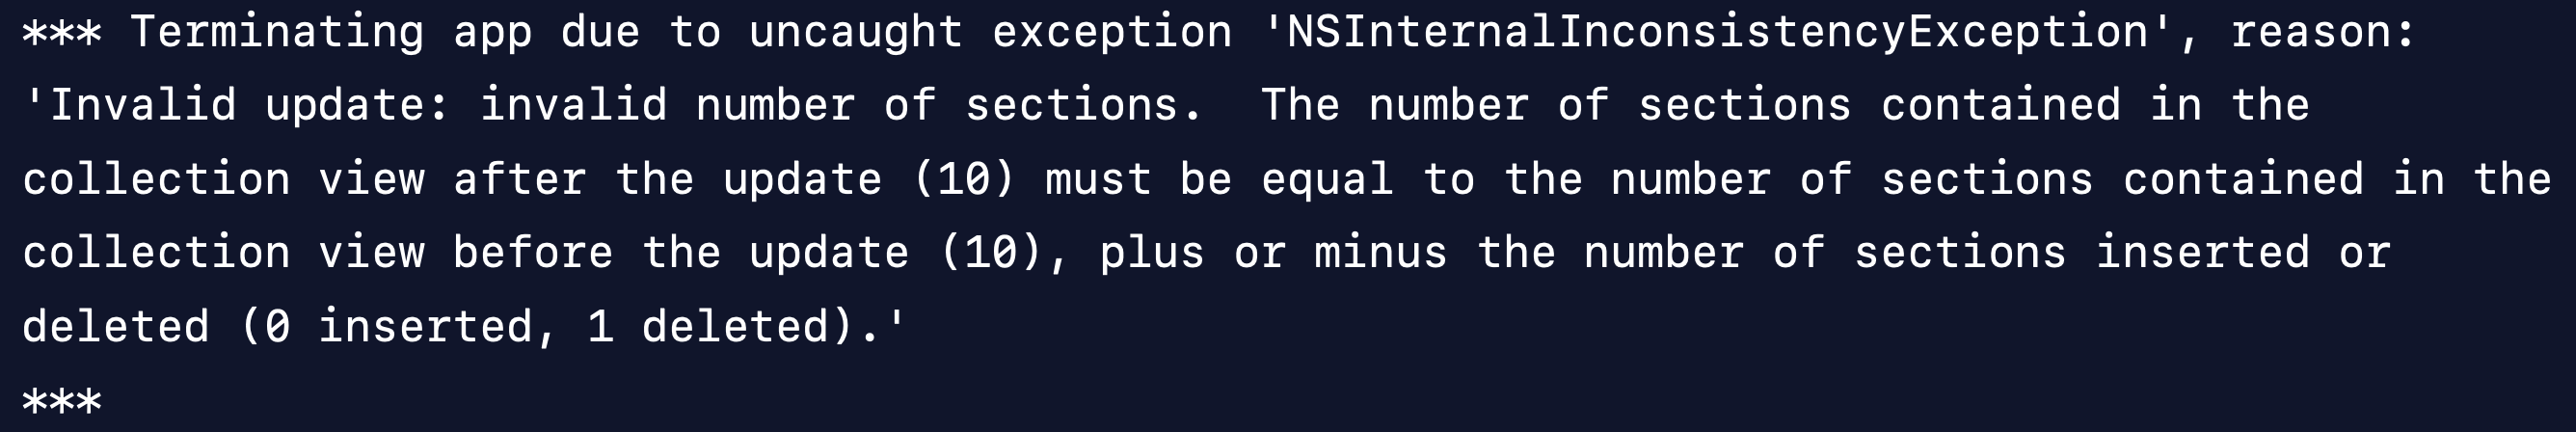 *** Terminating app due to uncaught exception 'NSInternalInconsistencyException', reason:
'Invalid update: invalid number of sections.  The number of sections contained in the
collection view after the update (10) must be equal to the number of sections contained in the
collection view before the update (10), plus or minus the number of sections inserted or
deleted (0 inserted, 1 deleted).'
***